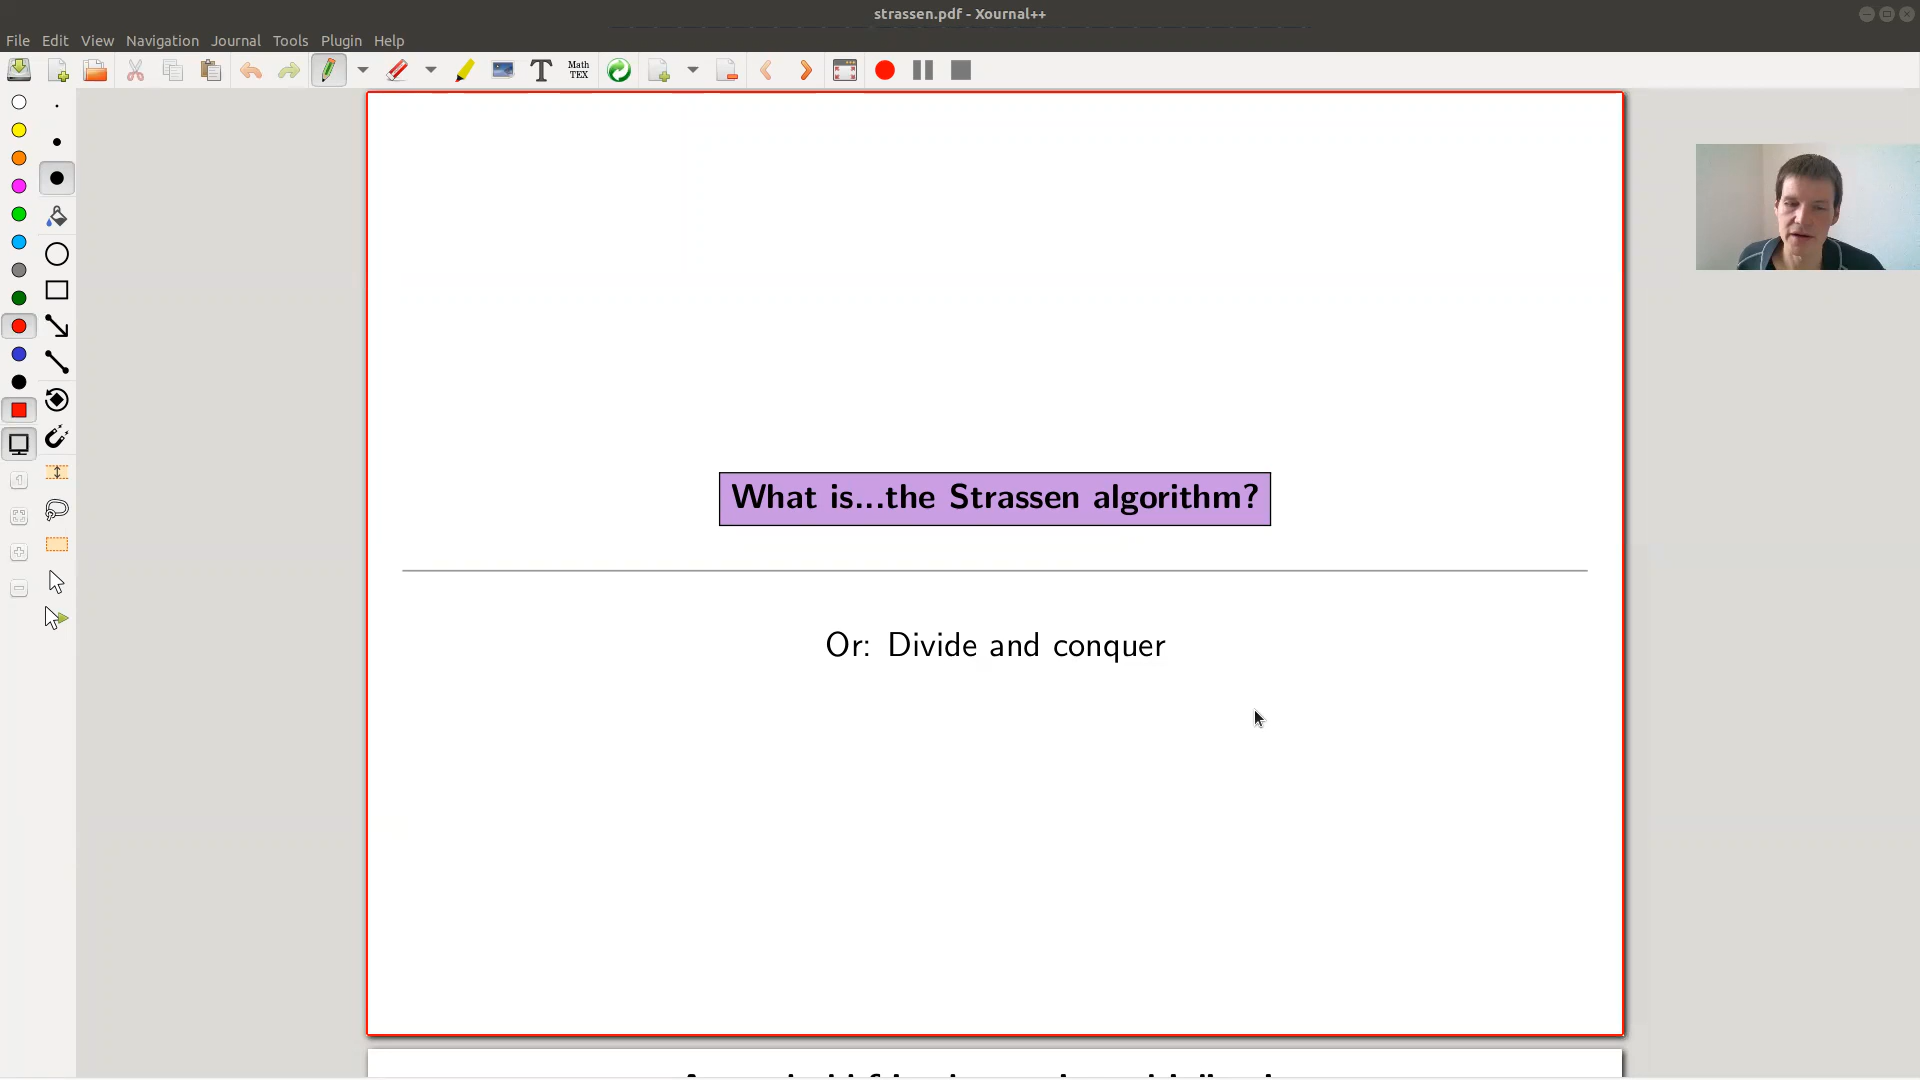 strassen.pdf - Xournal++
File Edit View Navigation Journal Tools Plugin Help
Math
TEX
What is...the Strassen algorithm?
Or: Divide and conquer